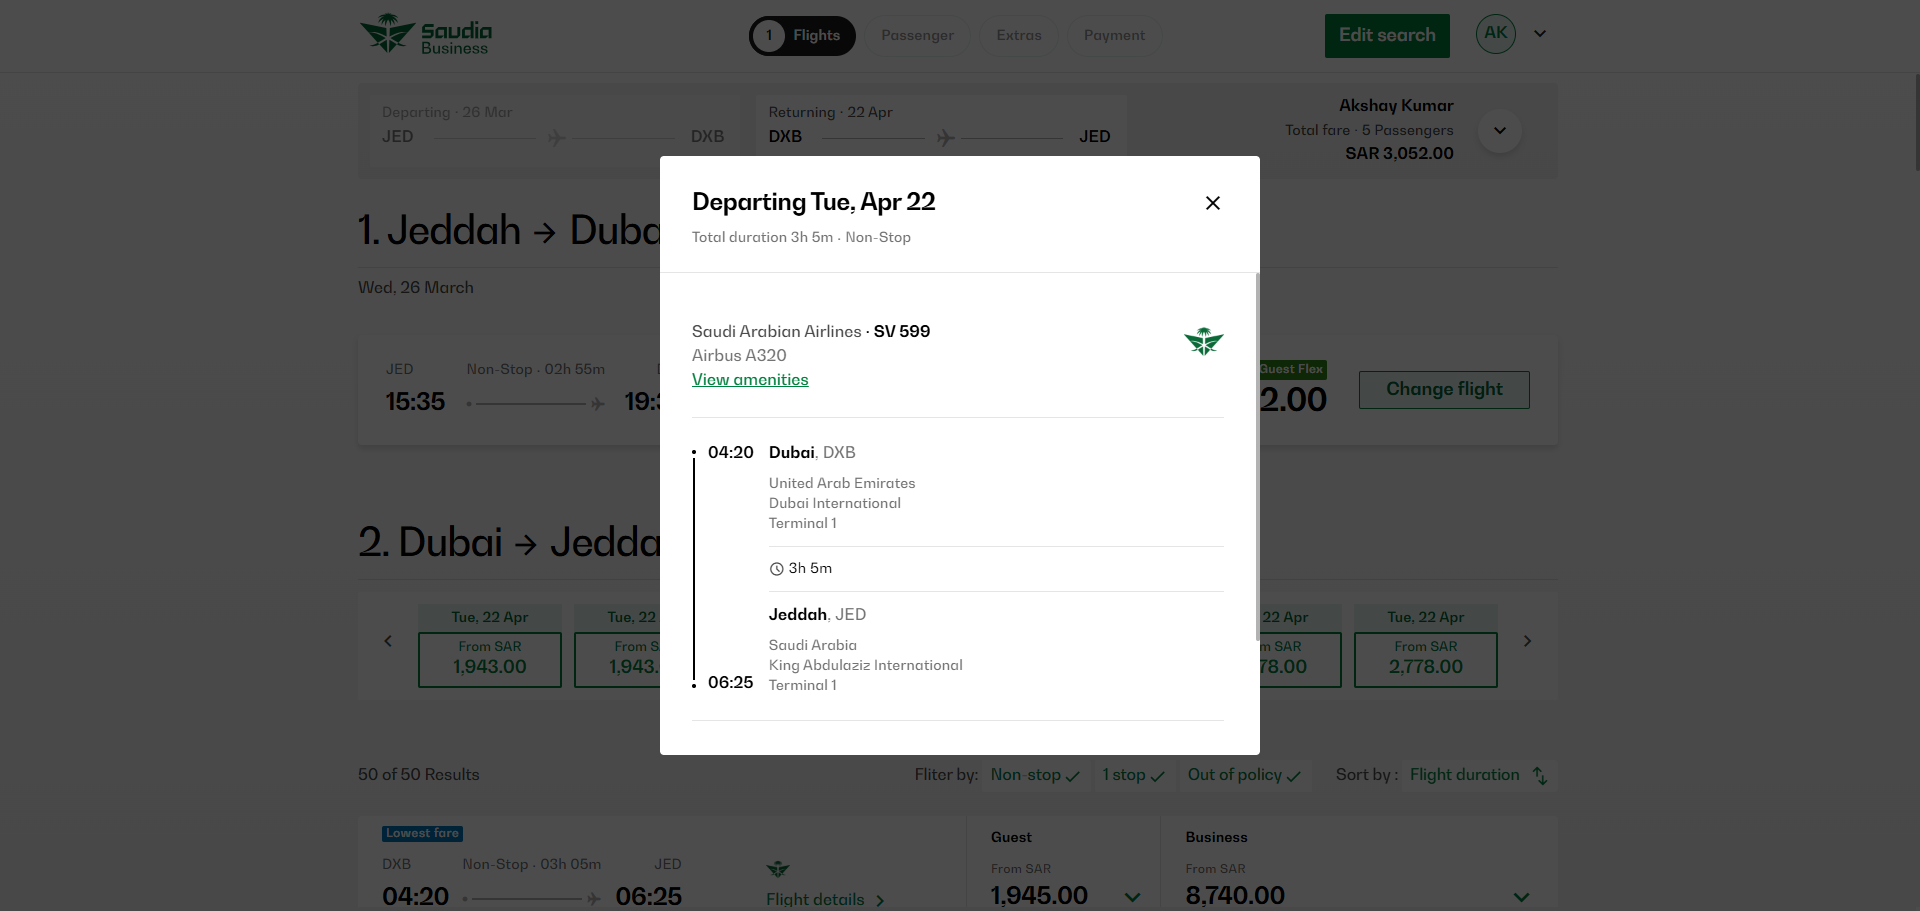 Saudia
Business
1 Flights
Passenger
Extras
Payment
Edit search
AK
Departing · 26 Mar
JED DXB
Returning · 22 Apr
DXB JED
Akshay Kumar
Total fare · 5 Passengers
SAR 3,052.00
1. Jeddah → Duba
Wed, 26 March
JED Non-Stop · 02h 55m
15:35 19:3
Guest Flex
2.00
Change flight
Departing Tue, Apr 22
Total duration 3h 5m · Non-Stop
Saudi Arabian Airlines · SV 599
Airbus A320
View amenities
04:20 Dubai, DXB
United Arab Emirates
Dubai International
Terminal 1
3h 5m
Jeddah, JED
Saudi Arabia
King Abdulaziz International
06:25 Terminal 1
2. Dubai → Jedda
Tue, 22 Apr
From SAR
1,943.00
Tue, 22
From S
1,943.
22 Apr
m SAR
78.00
Tue, 22 Apr
From SAR
2,778.00
50 of 50 Results
Fliter by: Non-stop 1 stop Out of policy
Sort by : Flight duration
Lowest fare
DXB Non-Stop · 03h 05m JED
04:20 06:25
Flight details
Guest
From SAR
1,945.00
Business
From SAR
8,740.00